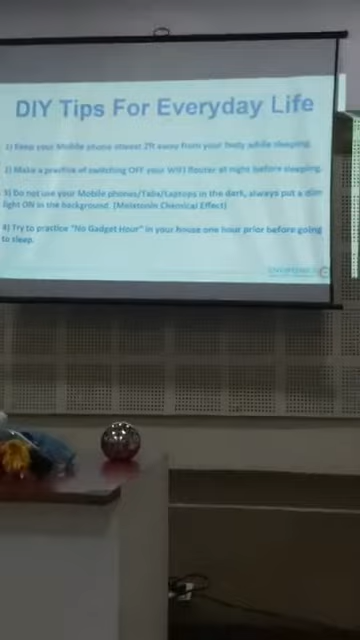 DIY Tips For Everyday Life
1) Keep your Mobile phone atleast 2ft away from your body while sleeping.
2) Make a practice of switching OFF your WIFI Router at night before sleeping.
3) Do not use your Mobile phones/Tabs/Laptops in the dark, always put a dim
light ON in the background. (Melatonin Chemical Effect)
4) Try to practice "No Gadget Hour" in your house one hour prior before going
to sleep.